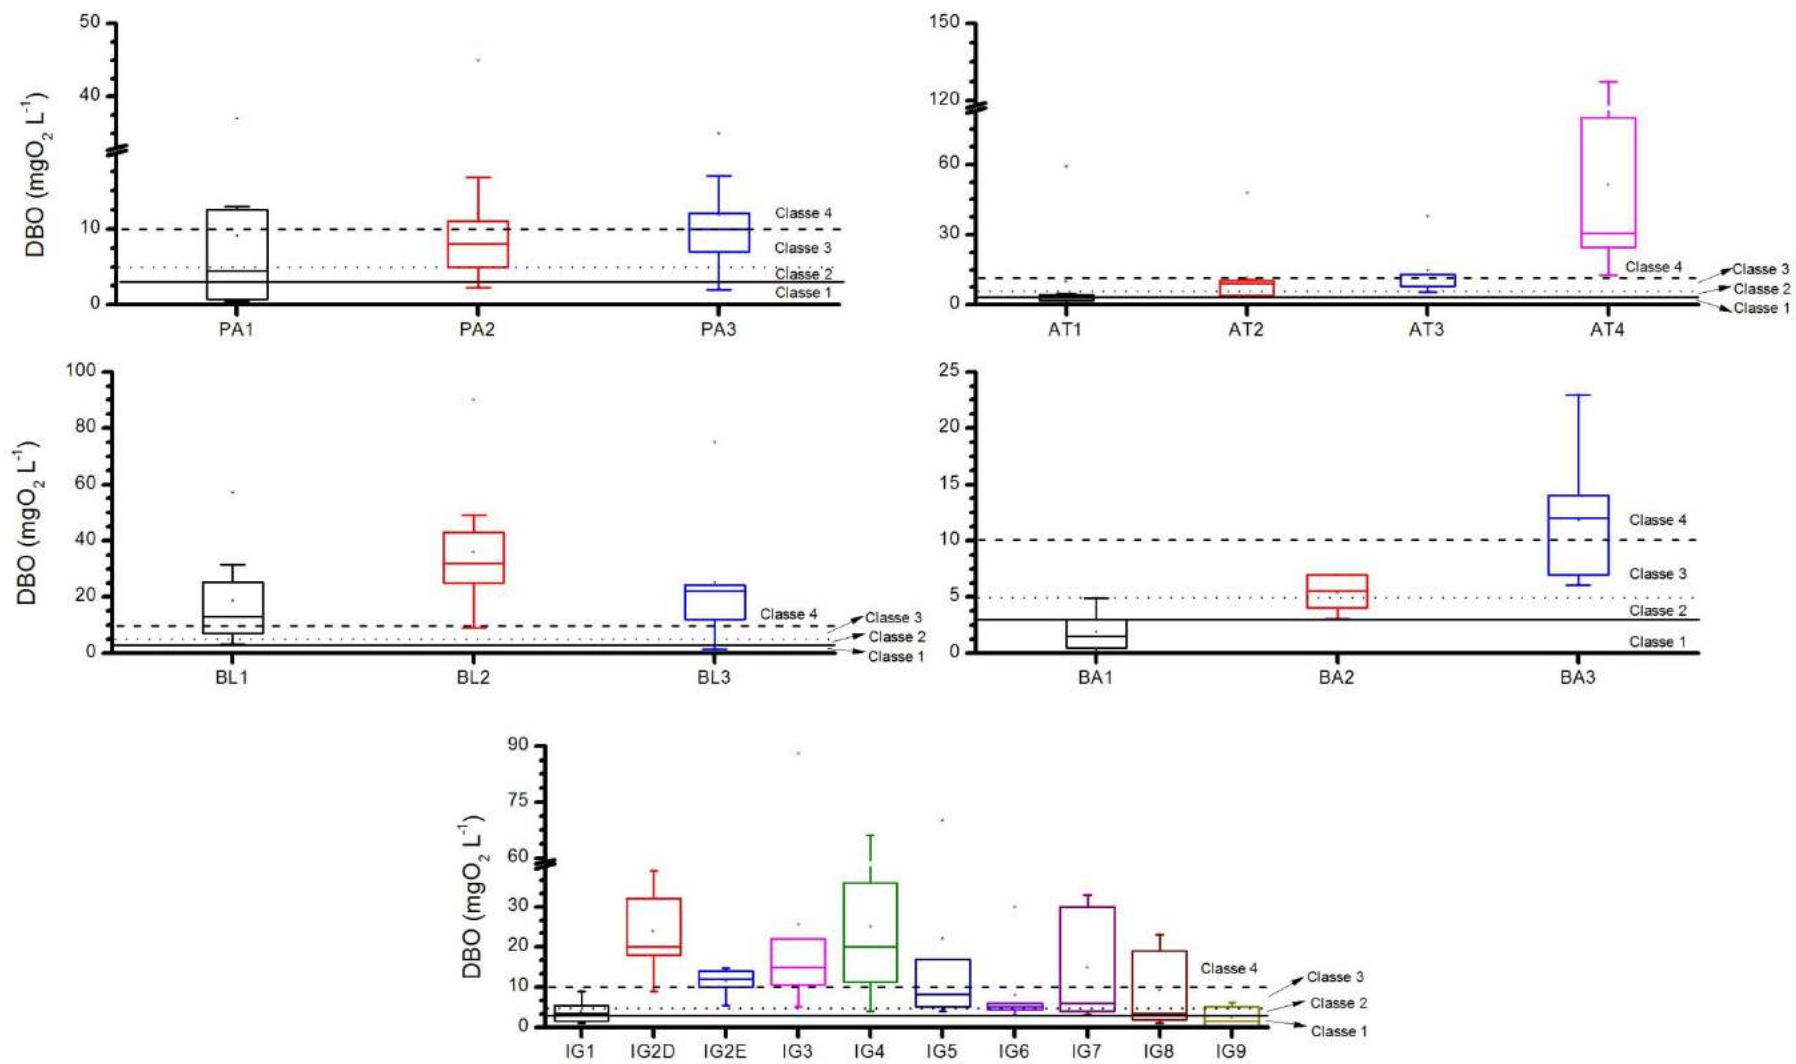 50
40
10
0
DBO (mgO2 L-1)
Classe 4
Classe 3
Classe 2
Classe 1
PA1 PA2 PA3
150
120
60
30
0
Classe 4
Classe 3
Classe 2
Classe 1
AT1 AT2 AT3 AT4
100
80
60
40
20
0
DBO (mgO2 L-1)
Classe 4
Classe 3
Classe 2
Classe 1
BL1 BL2 BL3
25
20
15
10
5
0
Classe 4
Classe 3
Classe 2
Classe 1
BA1 BA2 BA3
90
75
60
30
20
10
0
DBO (mgO2 L-1)
Classe 4
Classe 3
Classe 2
Classe 1
IG1 IG2D IG2E IG3 IG4 IG5 IG6 IG7 IG8 IG9